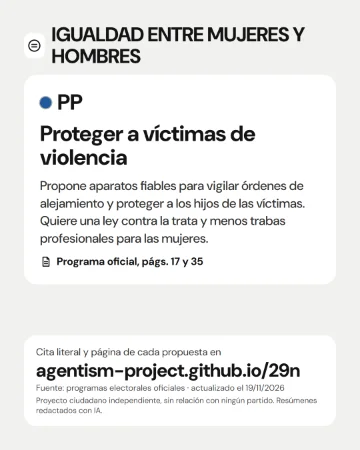 IGUALDAD ENTRE MUJERES Y
HOMBRES
PP
Proteger a víctimas de
violencia
Propone aparatos fiables para vigilar órdenes de
alejamiento y proteger a los hijos de las víctimas.
Quiere una ley contra la trata y menos trabas
profesionales para las mujeres.
Programa oficial, págs. 17 y 35
Cita literal y página de cada propuesta en
agentism-project.github.io/29n
Fuente: programas electorales oficiales · actualizado el 19/11/2026
Proyecto ciudadano independiente, sin relación con ningún partido. Resúmenes
redactados con IA.